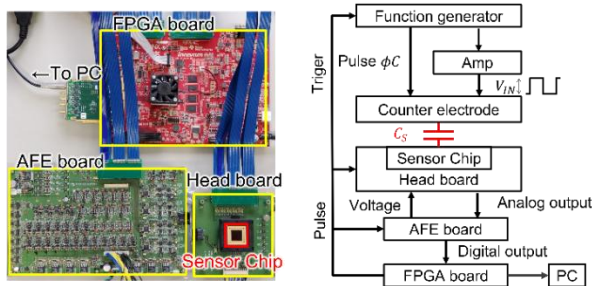 FPGA board
←To PC
AFE board
Head board
Sensor Chip
Function generator
Triger
Pulse ϕC
Amp
V_IN
Counter electrode
C_S
Sensor Chip
Head board
Voltage
Analog output
Pulse
AFE board
Digital output
FPGA board
PC